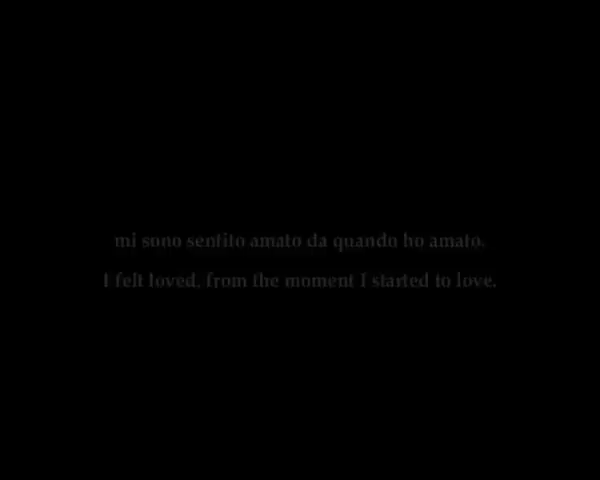 mi sono sentito amato da quando ho amato.
I felt loved, from the moment I started to love.